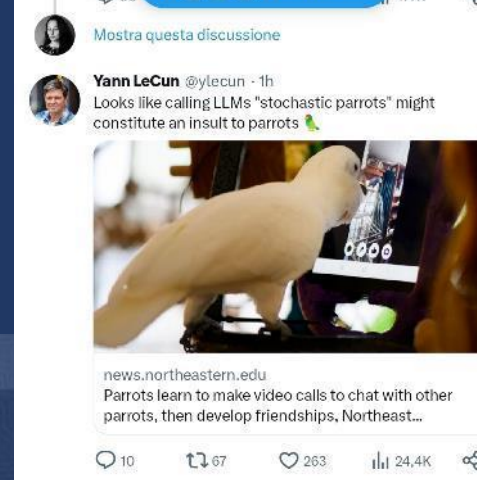 Mostra questa discussione
Yann LeCun @ylecun · 1h
Looks like calling LLMs "stochastic parrots" might
constitute an insult to parrots 🦜
news.northeastern.edu
Parrots learn to make video calls to chat with other
parrots, then develop friendships, Northeast...
10 67 263 24,4K